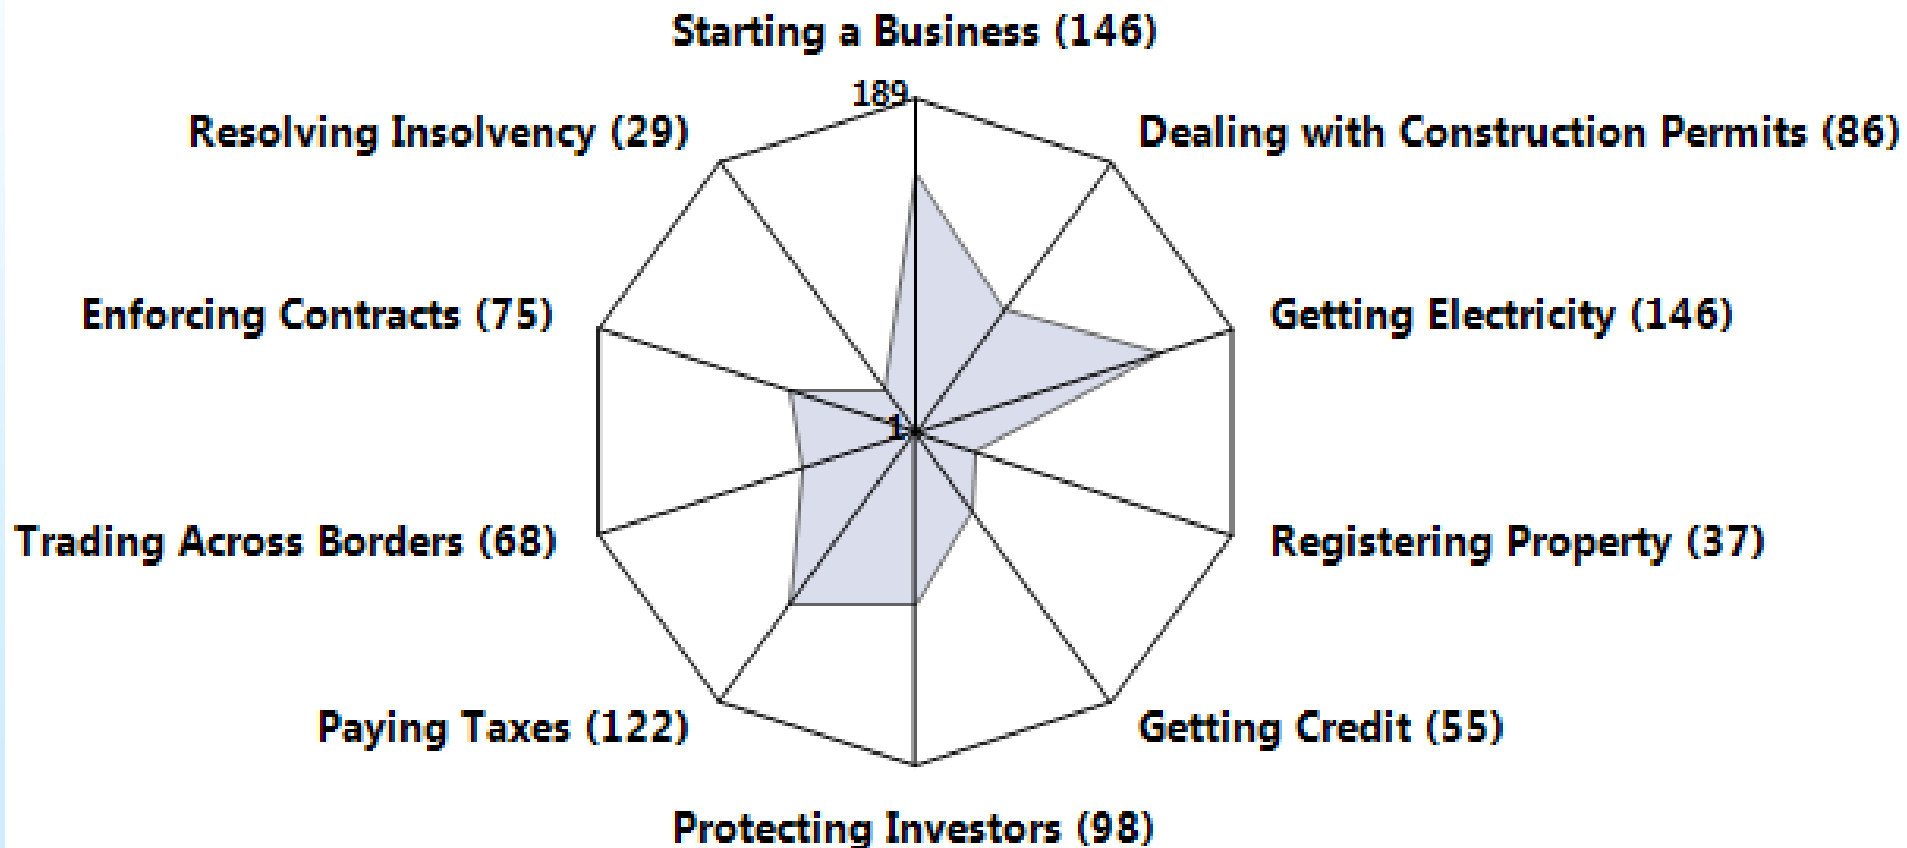 Starting a Business (146)
189
Resolving Insolvency (29)
Dealing with Construction Permits (86)
Enforcing Contracts (75)
Getting Electricity (146)
1
Trading Across Borders (68)
Registering Property (37)
Paying Taxes (122)
Getting Credit (55)
Protecting Investors (98)